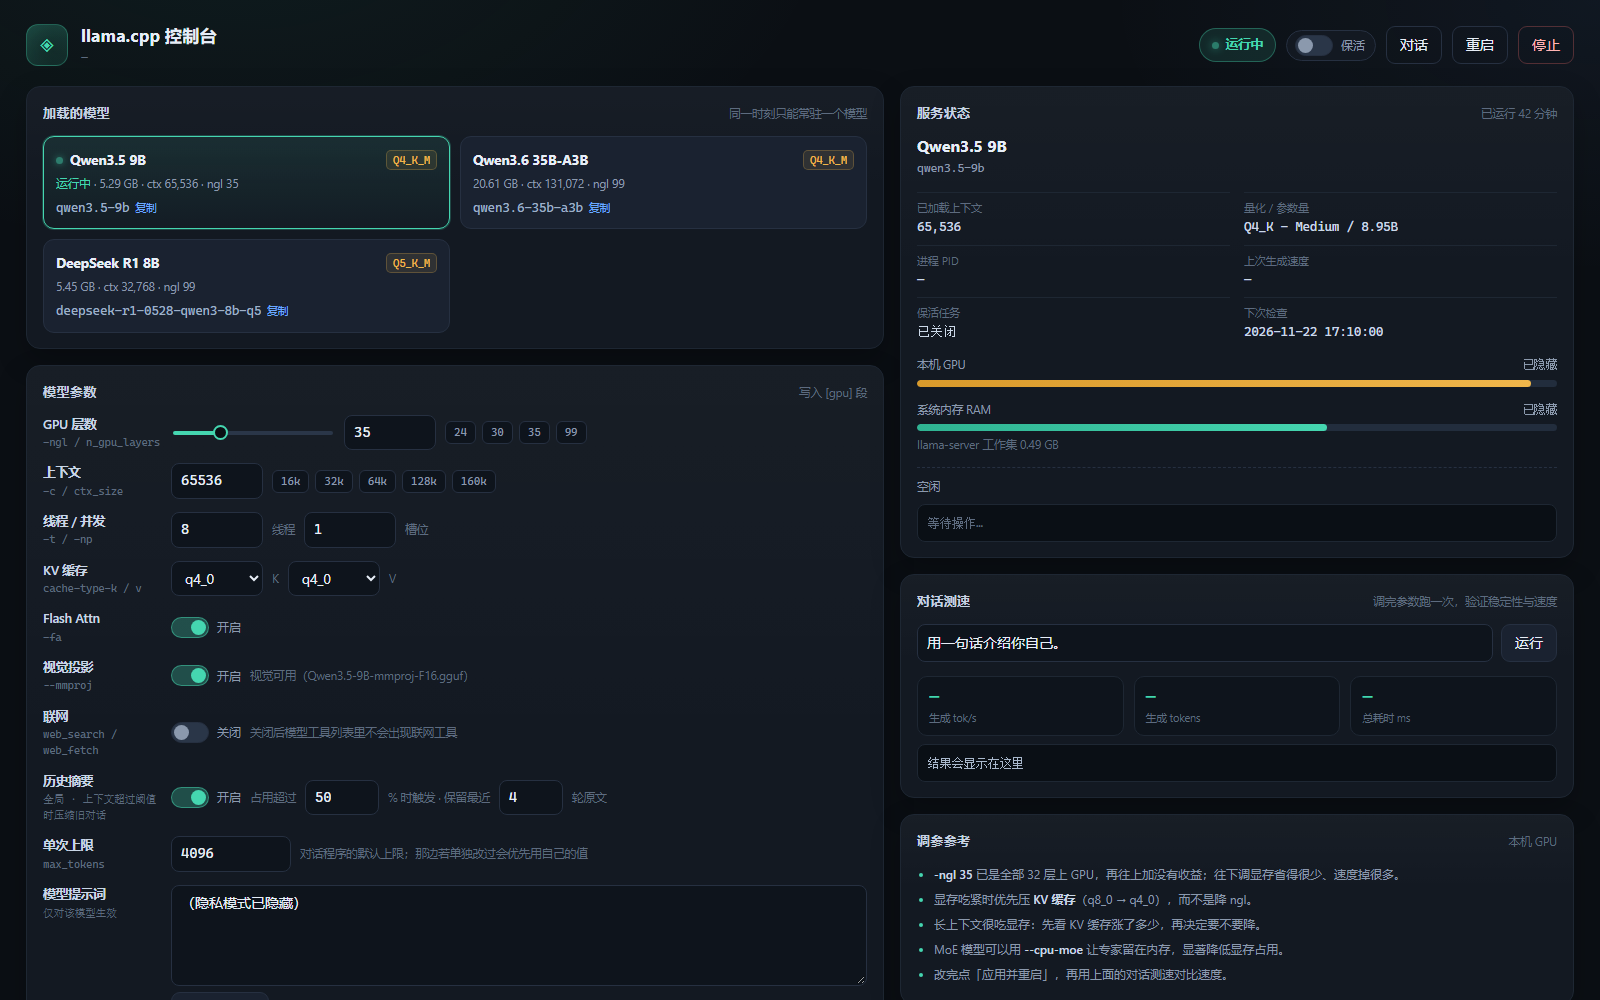 llama.cpp 控制台
—
运行中
保活
对话
重启
停止
加载的模型
同一时刻只能常驻一个模型
Qwen3.5 9B
Q4_K_M
运行中 · 5.29 GB · ctx 65,536 · ngl 35
qwen3.5-9b 复制
Qwen3.6 35B-A3B
Q4_K_M
20.61 GB · ctx 131,072 · ngl 99
qwen3.6-35b-a3b 复制
DeepSeek R1 8B
Q5_K_M
5.45 GB · ctx 32,768 · ngl 99
deepseek-r1-0528-qwen3-8b-q5 复制
模型参数
写入 [gpu] 段
GPU 层数
-ngl / n_gpu_layers
35
24
30
35
99
上下文
-c / ctx_size
65536
16k
32k
64k
128k
160k
线程 / 并发
-t / -np
8
线程
1
槽位
KV 缓存
cache-type-k / v
q4_0
K
q4_0
V
Flash Attn
-fa
开启
视觉投影
--mmproj
开启
视觉可用（Qwen3.5-9B-mmproj-F16.gguf）
联网
web_search /
web_fetch
关闭
关闭后模型工具列表里不会出现联网工具
历史摘要
全局 · 上下文超过阈值
时压缩旧对话
开启
占用超过
50
% 时触发 · 保留最近
4
轮原文
单次上限
max_tokens
4096
对话程序的默认上限；那边若单独改过会优先用自己的值
模型提示词
仅对该模型生效
（隐私模式已隐藏）
服务状态
已运行 42 分钟
Qwen3.5 9B
qwen3.5-9b
已加载上下文
65,536
量化 / 参数量
Q4_K - Medium / 8.95B
进程 PID
—
上次生成速度
—
保活任务
已关闭
下次检查
2026-11-22 17:10:00
本机 GPU
已隐藏
系统内存 RAM
已隐藏
llama-server 工作集 0.49 GB
空闲
等待操作…
对话测速
调完参数跑一次，验证稳定性与速度
用一句话介绍你自己。
运行
—
生成 tok/s
—
生成 tokens
—
总耗时 ms
结果会显示在这里
调参参考
本机 GPU
-ngl 35 已是全部 32 层上 GPU，再往上加没有收益；往下调显存省得很少、速度掉很多。
显存吃紧时优先压 KV 缓存（q8_0 → q4_0），而不是降 ngl。
长上下文很吃显存：先看 KV 缓存涨了多少，再决定要不要降。
MoE 模型可以用 --cpu-moe 让专家留在内存，显著降低显存占用。
改完点「应用并重启」，再用上面的对话测速对比速度。